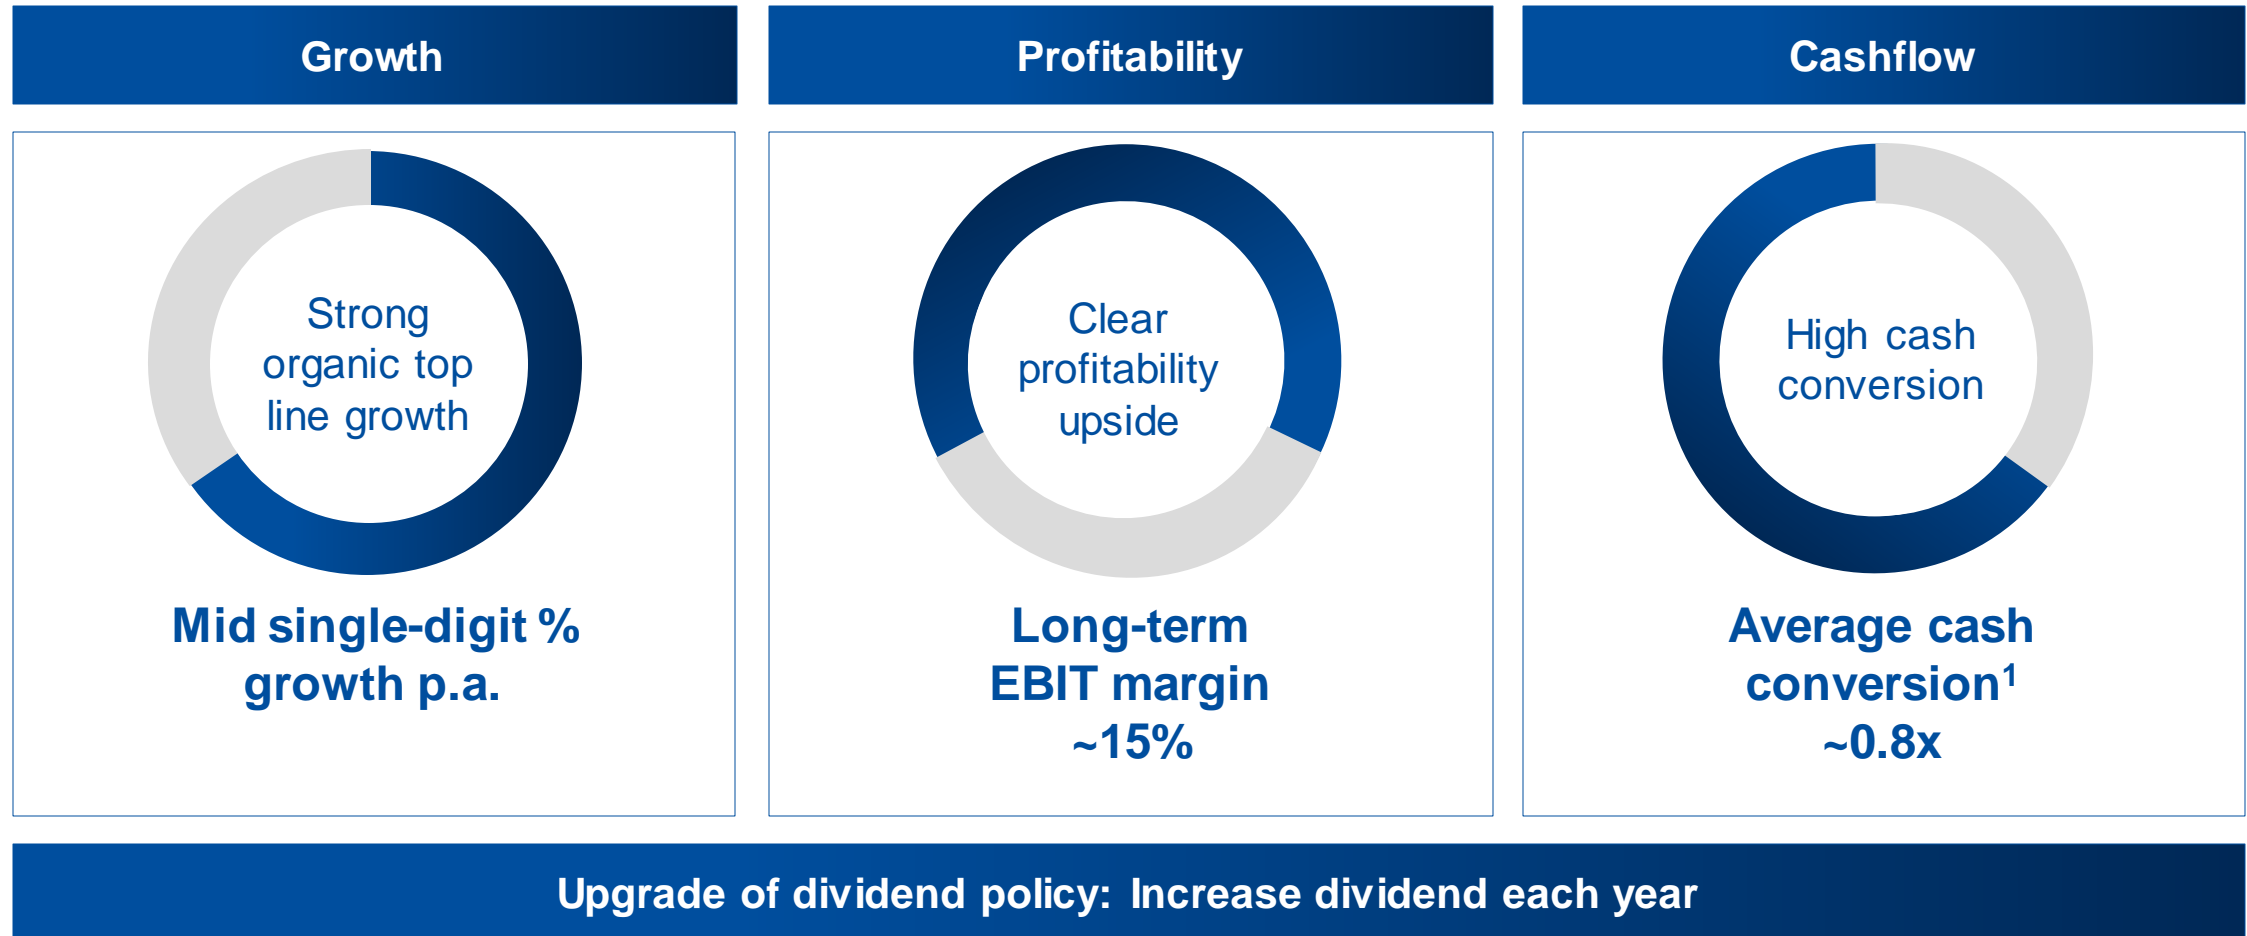 Growth
Strong
organic top
line growth
Mid single-digit %
growth p.a.
Profitability
Clear
profitability
upside
Long-term
EBIT margin
~15%
Cashflow
High cash
conversion
Average cash
conversion¹
~0.8x
Upgrade of dividend policy: Increase dividend each year